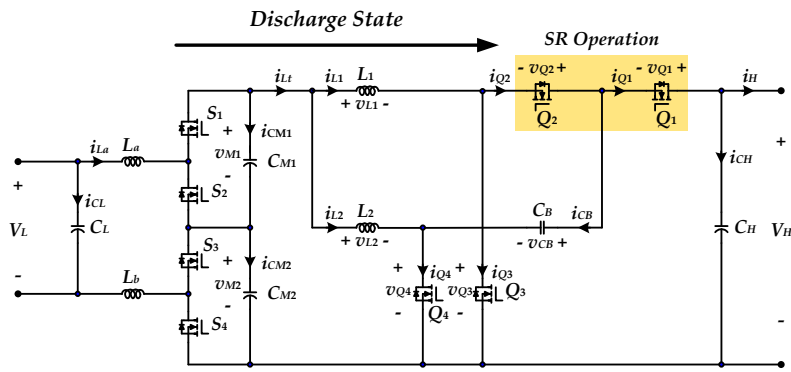 Discharge State
SR Operation
iLt iL1 L1 iQ2 - vQ2 + iQ1 - vQ1 + iH
+ vL1 -
Q2 Q1
S1 + iCM1
iLa La vM1 CM1
+ S2 - iCH +
iCL iL2 L2 CB iCB
VL CL S3 + + vL2 - - vCB + CH VH
iCM2 + iQ4 + iQ3
- Lb vM2 CM2 vQ4 vQ3 Q3
- - Q4 -
S4 -